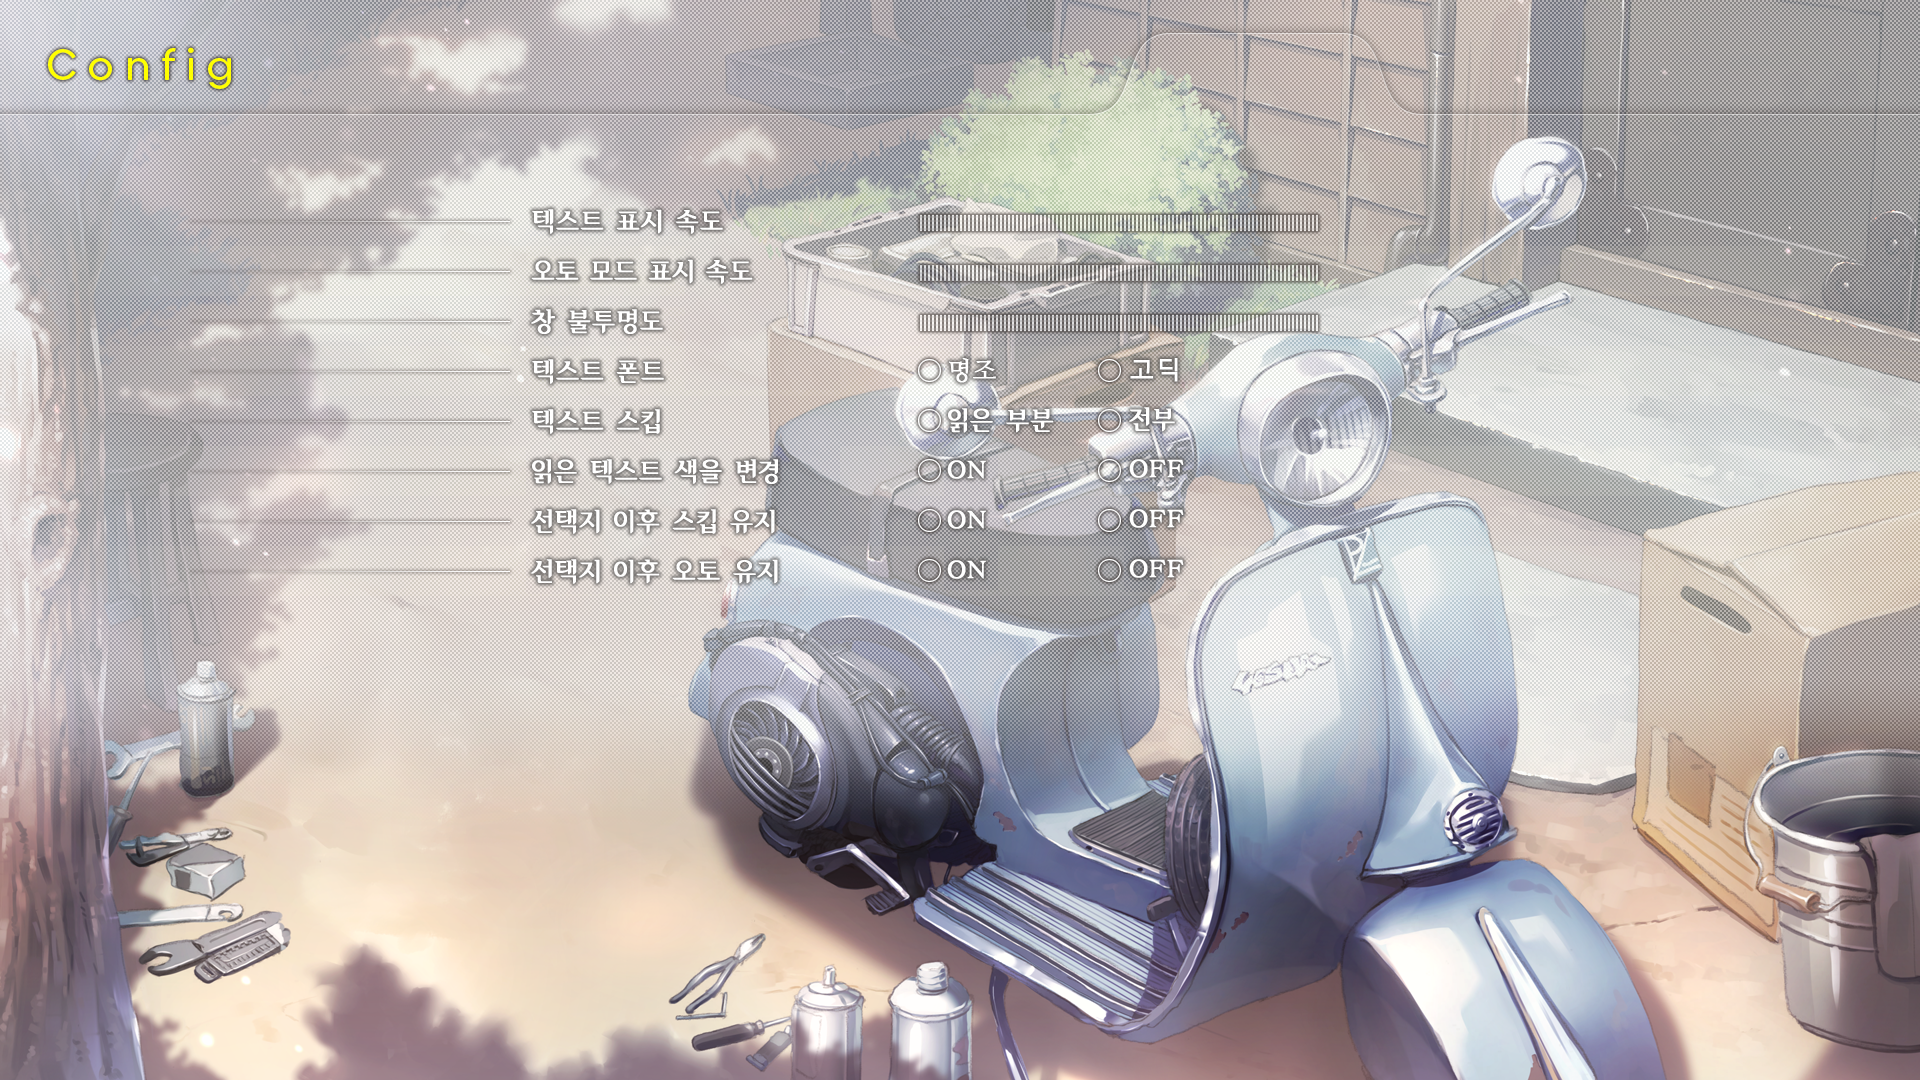 Config
텍스트 표시 속도
오토 모드 표시 속도
창 불투명도
텍스트 폰트 명조 고딕
텍스트 스킵 읽은 부분 전부
읽은 텍스트 색을 변경 ON OFF
선택지 이후 스킵 유지 ON OFF
선택지 이후 오토 유지 ON OFF